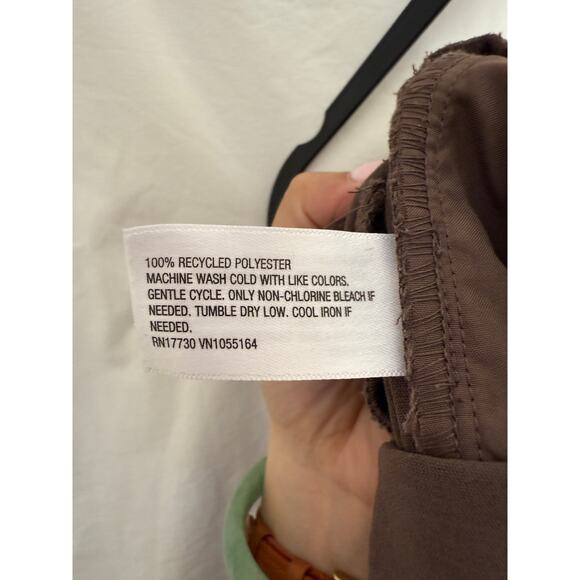 100% RECYCLED POLYESTER
MACHINE WASH COLD WITH LIKE COLORS.
GENTLE CYCLE. ONLY NON-CHLORINE BLEACH IF
NEEDED. TUMBLE DRY LOW. COOL IRON IF
NEEDED.
RN17730 VN1055164